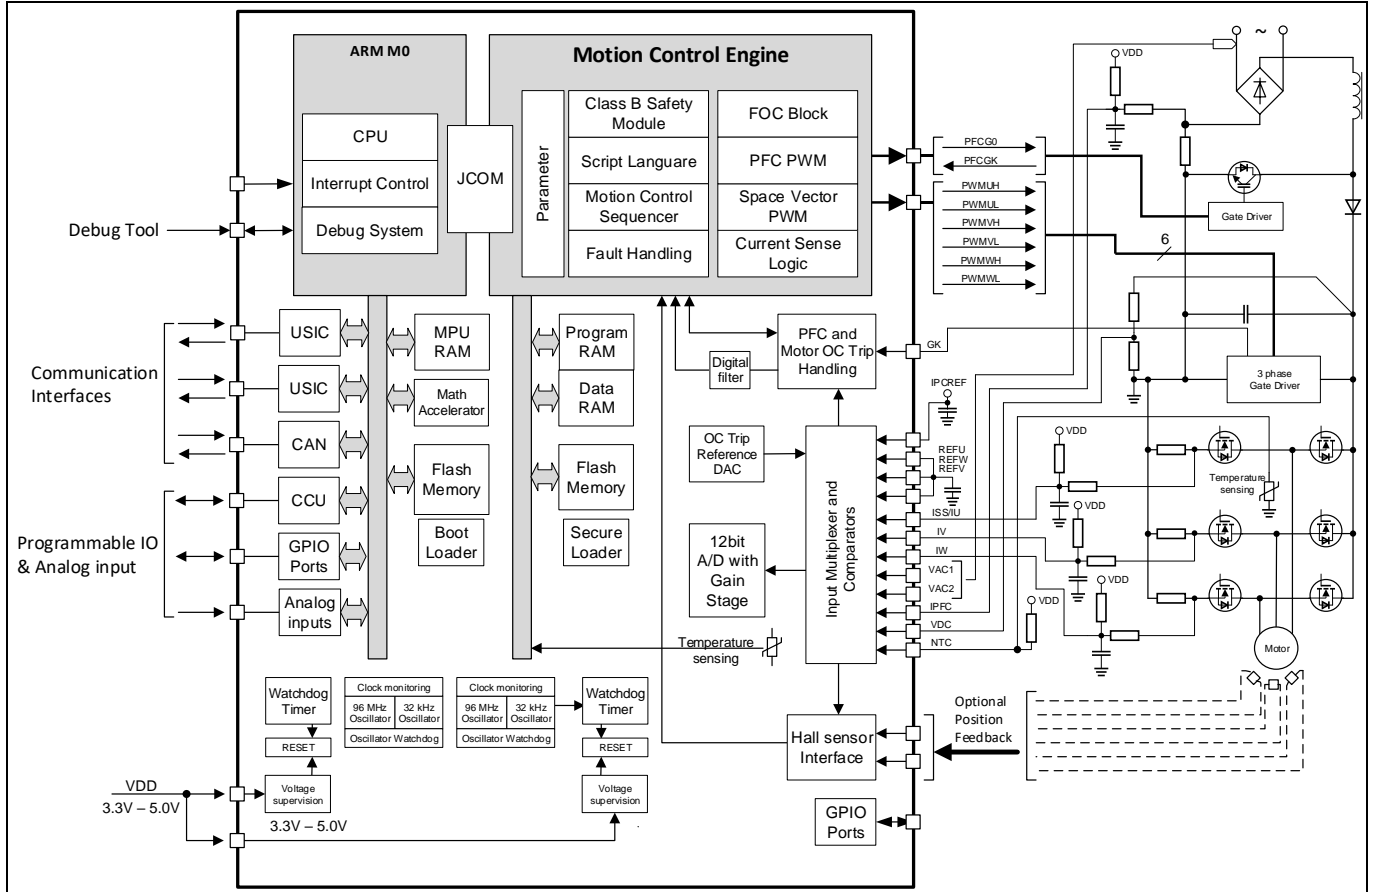 ARM M0
CPU
Interrupt Control
Debug System
JCOM
Motion Control Engine
Parameter
Class B Safety
Module
Script Languare
Motion Control
Sequencer
Fault Handling
FOC Block
PFC PWM
Space Vector
PWM
Current Sense
Logic
PFCG0
PFCGK
PWMUH
PWMUL
PWMVH
PWMVL
PWMWH
PWMWL
~
VDD
Gate Driver
6
3 phase
Gate Driver
Debug Tool
Communication
Interfaces
Programmable IO
& Analog input
USIC
USIC
CAN
CCU
GPIO
Ports
Analog
inputs
MPU
RAM
Math
Accelerator
Flash
Memory
Boot
Loader
Program
RAM
Data
RAM
Flash
Memory
Secure
Loader
Digital
filter
PFC and
Motor OC Trip
Handling
OC Trip
Reference
DAC
12bit
A/D with
Gain
Stage
Input Multiplexer and
Comparators
Temperature
sensing
GK
IPCREF
REFU
REFW
REFV
ISS/IU
IV
IW
VAC1
VAC2
IPFC
VDC
NTC
VDD
VDD
VDD
VDD
Temperature
sensing
Motor
Optional
Position
Feedback
Hall sensor
Interface
GPIO
Ports
Watchdog
Timer
RESET
Voltage
supervision
Clock monitoring
96 MHz
Oscillator
32 kHz
Oscillator
Oscillator Watchdog
Clock monitoring
96 MHz
Oscillator
32 kHz
Oscillator
Oscillator Watchdog
Watchdog
Timer
RESET
Voltage
supervision
VDD
3.3V – 5.0V
3.3V – 5.0V